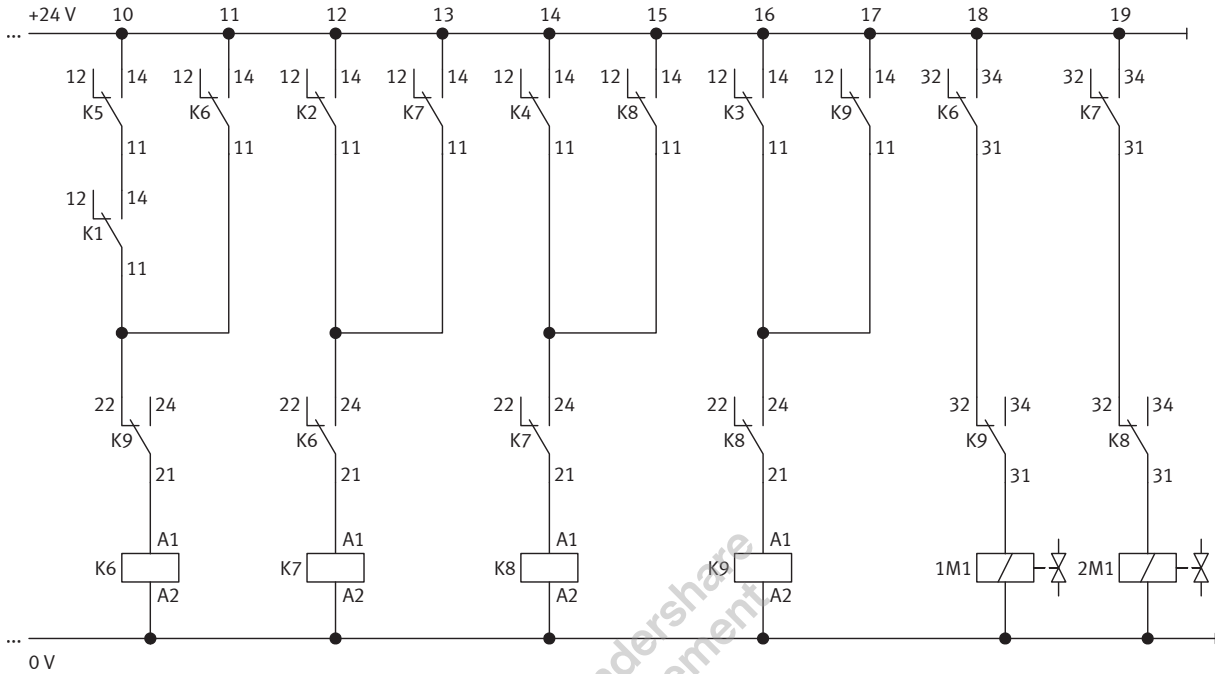 +24 V 10 11 12 13 14 15 16 17 18 19
...
12 14 12 14 12 14 12 14 12 14 12 14 12 14 12 14 32 34 32 34
K5 K6 K2 K7 K4 K8 K3 K9 K6 K7
11 11 11 11 11 11 11 11 31 31
12 14
K1
11
22 24 22 24 22 24 22 24 32 34 32 34
K9 K6 K7 K8 K9 K8
21 21 21 21 31 31
A1 A1 A1 A1
K6 K7 K8 K9 1M1 2M1
A2 A2 A2 A2
...
0 V